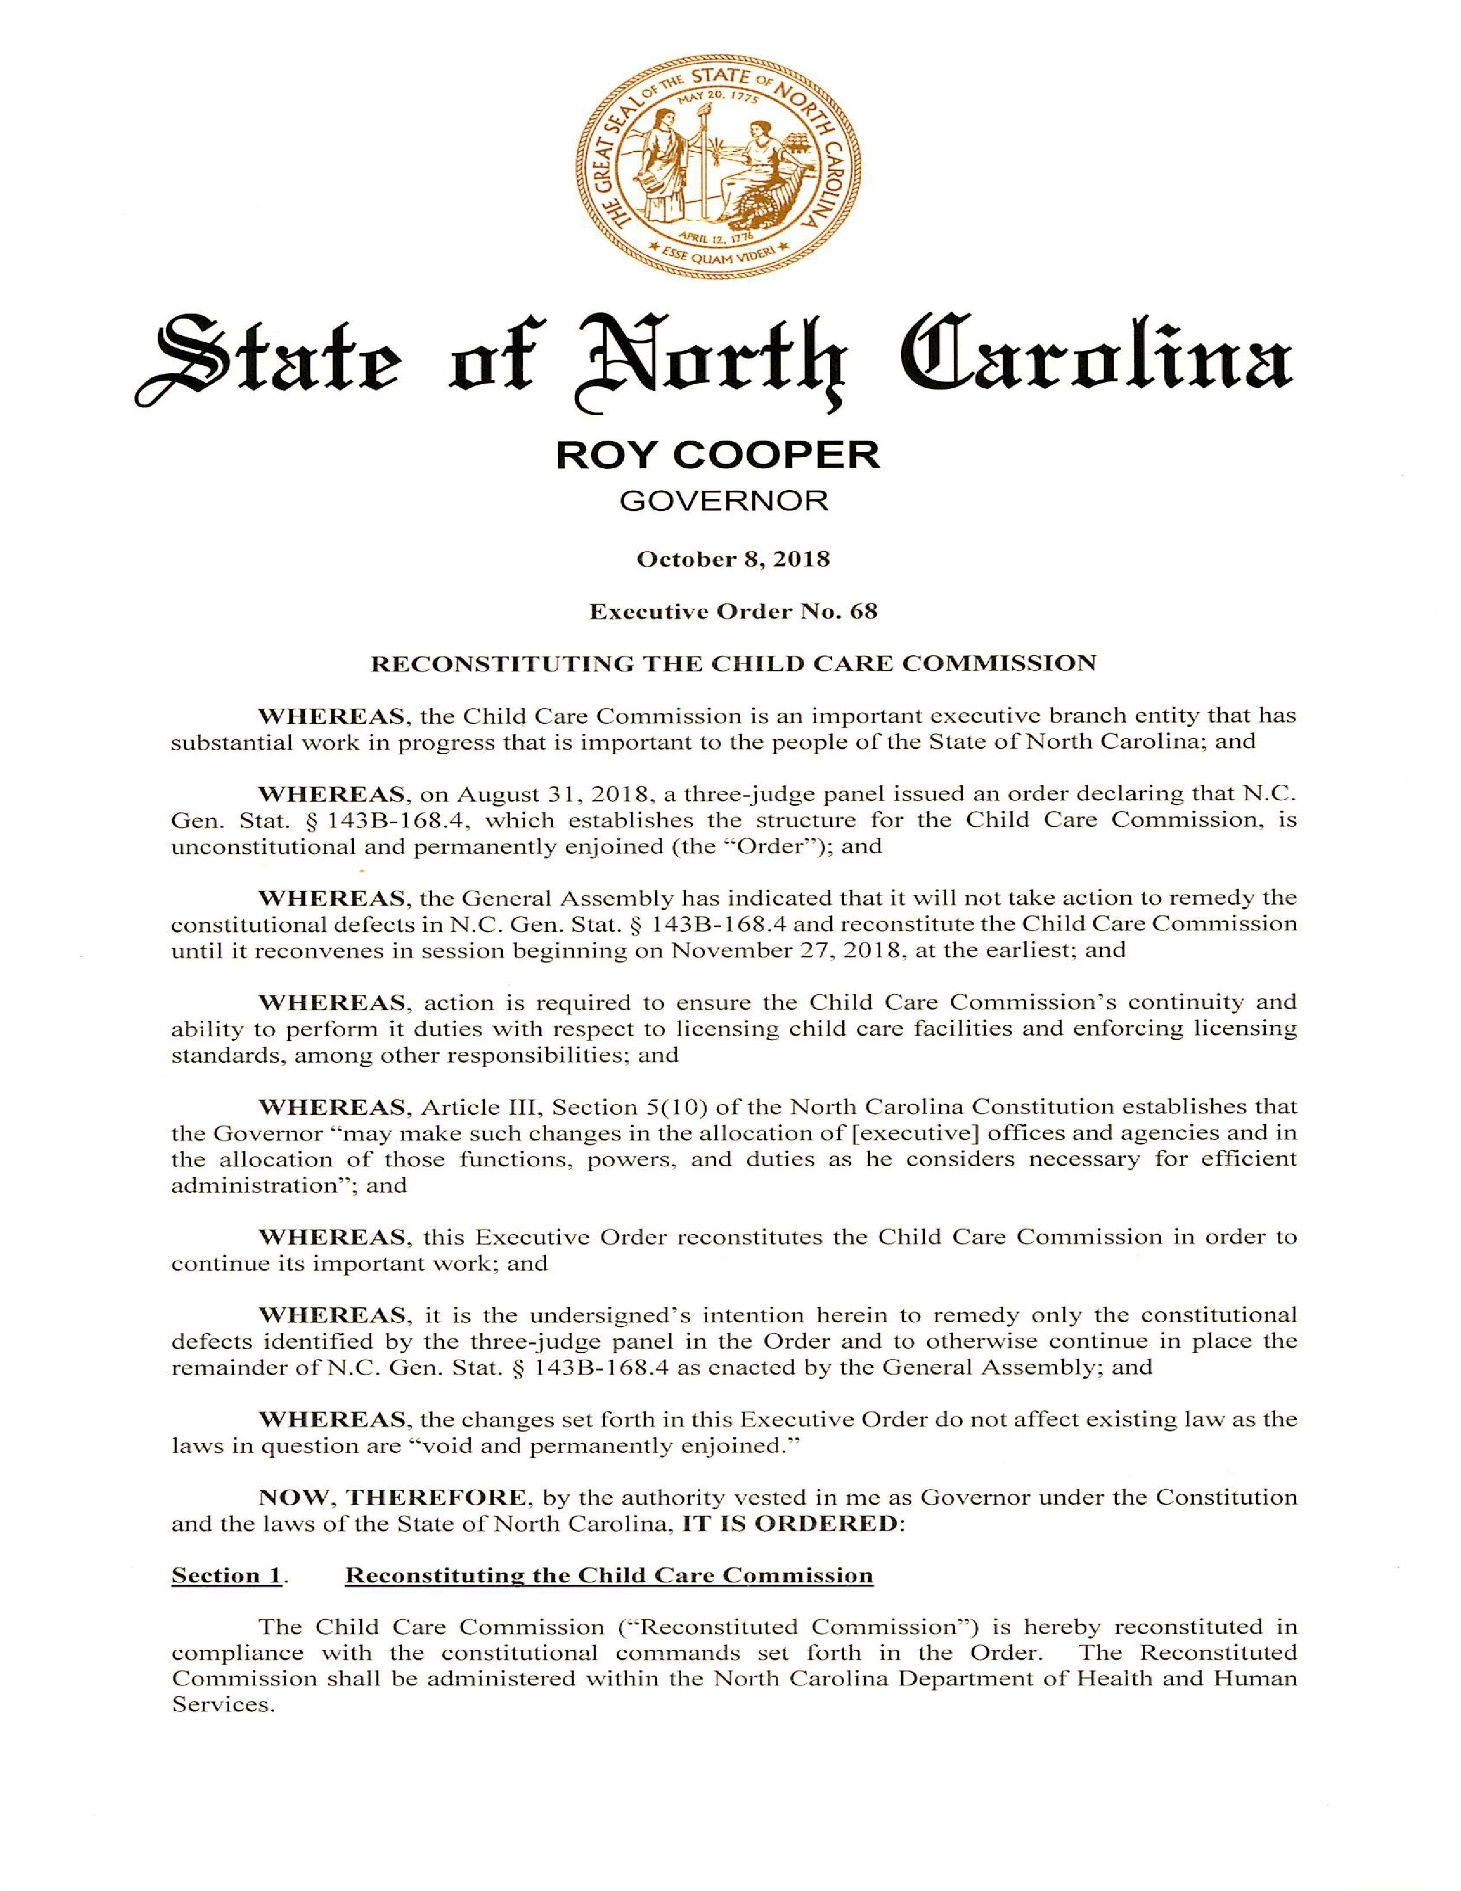 THE GREAT SEAL OF THE STATE OF NORTH CAROLINA
MAY 20, 1775
APRIL 12, 1776
ESSE QUAM VIDERI
State of North Carolina
ROY COOPER
GOVERNOR
October 8, 2018
Executive Order No. 68
RECONSTITUTING THE CHILD CARE COMMISSION
WHEREAS, the Child Care Commission is an important executive branch entity that has
substantial work in progress that is important to the people of the State of North Carolina; and
WHEREAS, on August 31, 2018, a three-judge panel issued an order declaring that N.C.
Gen. Stat. § 143B-168.4, which establishes the structure for the Child Care Commission, is
unconstitutional and permanently enjoined (the “Order”); and
WHEREAS, the General Assembly has indicated that it will not take action to remedy the
constitutional defects in N.C. Gen. Stat. § 143B-168.4 and reconstitute the Child Care Commission
until it reconvenes in session beginning on November 27, 2018, at the earliest; and
WHEREAS, action is required to ensure the Child Care Commission’s continuity and
ability to perform it duties with respect to licensing child care facilities and enforcing licensing
standards, among other responsibilities; and
WHEREAS, Article III, Section 5(10) of the North Carolina Constitution establishes that
the Governor “may make such changes in the allocation of [executive] offices and agencies and in
the allocation of those functions, powers, and duties as he considers necessary for efficient
administration”; and
WHEREAS, this Executive Order reconstitutes the Child Care Commission in order to
continue its important work; and
WHEREAS, it is the undersigned’s intention herein to remedy only the constitutional
defects identified by the three-judge panel in the Order and to otherwise continue in place the
remainder of N.C. Gen. Stat. § 143B-168.4 as enacted by the General Assembly; and
WHEREAS, the changes set forth in this Executive Order do not affect existing law as the
laws in question are “void and permanently enjoined.”
NOW, THEREFORE, by the authority vested in me as Governor under the Constitution
and the laws of the State of North Carolina, IT IS ORDERED:
Section 1. Reconstituting the Child Care Commission
The Child Care Commission (“Reconstituted Commission”) is hereby reconstituted in
compliance with the constitutional commands set forth in the Order. The Reconstituted
Commission shall be administered within the North Carolina Department of Health and Human
Services.